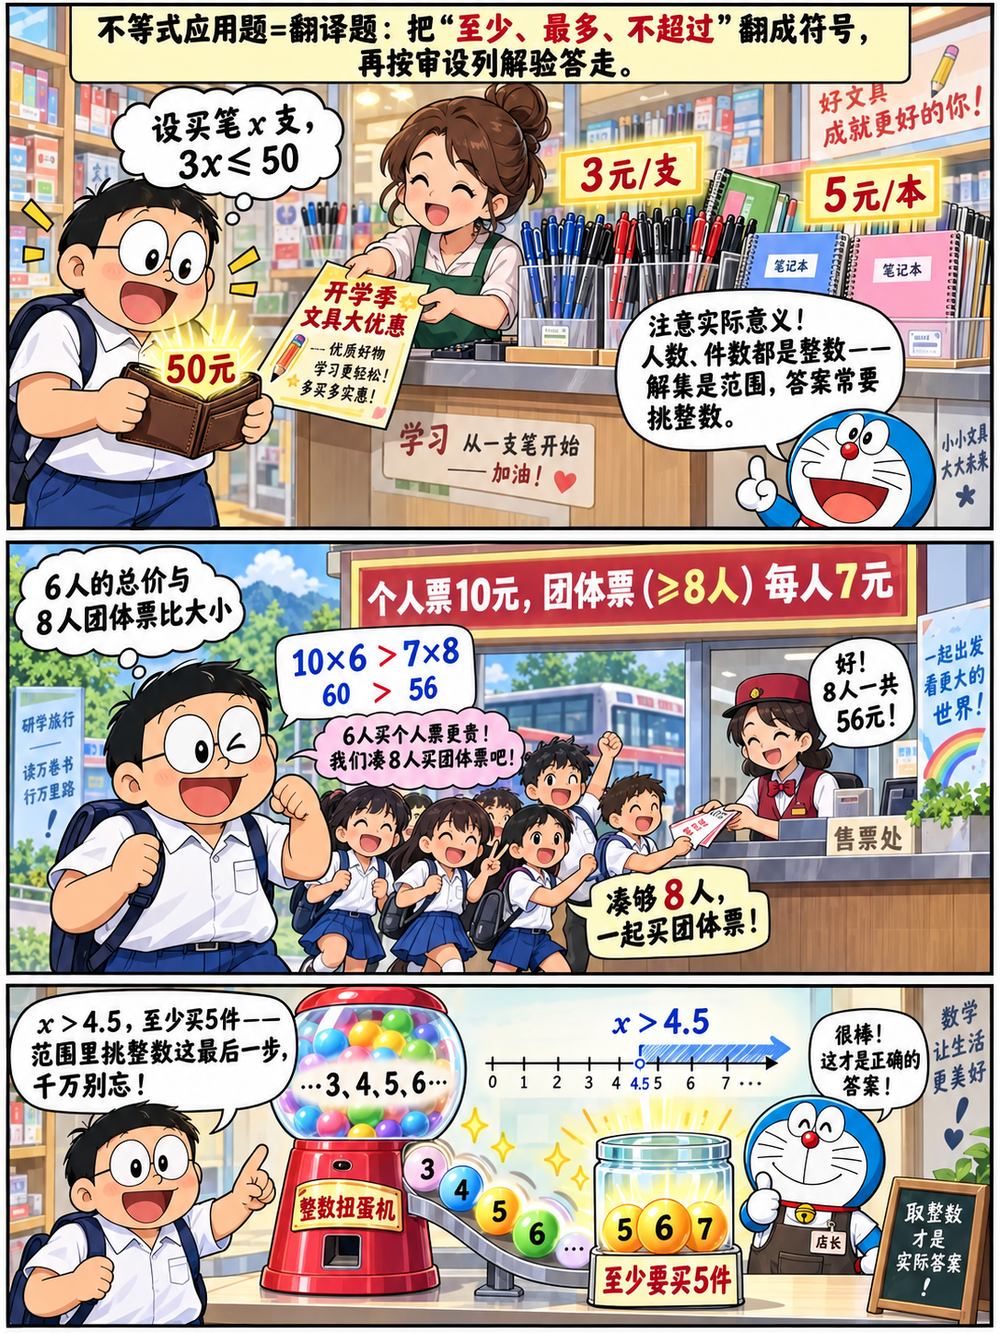 不等式应用题=翻译题：把“至少、最多、不超过”翻成符号，
再按审设列解验答走。
设买笔 x 支，
3x≤50
3元/支
5元/本
好文具
成就更好的你！
笔记本
笔记本
开学季
文具大优惠
—— 优质好物
学习更轻松！
多买多实惠！
50元
注意实际意义！
人数、件数都是整数——
解集是范围，答案常要
挑整数。
学习 从一支笔开始
—— 加油！
小小文具
大大未来
6人的总价与
8人团体票比大小
个人票10元，团体票（≥8人）每人7元
10×6 > 7×8
60 > 56
6人买个人票更贵！
我们凑8人买团体票吧！
好！
8人一共
56元！
一起出发
看更大的
世界！
研学旅行
读万卷书
行万里路
！
售票处
凑够 8 人，
一起买团体票！
x > 4.5，至少买5件——
范围里挑整数这最后一步，
千万别忘！
…3、4、5、6…
x > 4.5
0 1 2 3 4 4.5 5 6 7 …
很棒！
这才是正确的
答案！
数学
让生活
更美好
！
3
4
5
6
…
整数扭蛋机
5 6 7
至少要买5件
店长
取整数
才是
实际答案
！